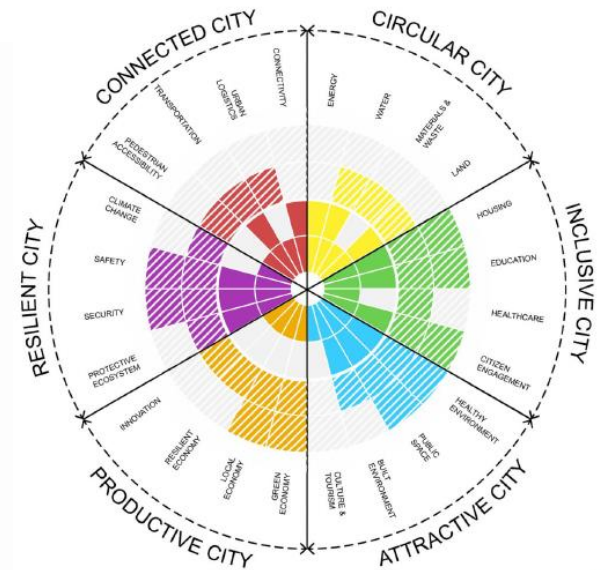 CONNECTED CITY
CIRCULAR CITY
INCLUSIVE CITY
ATTRACTIVE CITY
PRODUCTIVE CITY
RESILIENT CITY
ENERGY
WATER
MATERIALS &
WASTE
LAND
HOUSING
EDUCATION
HEALTHCARE
CITIZEN
ENGAGEMENT
HEALTHY
ENVIRONMENT
PUBLIC
SPACE
BUILT
ENVIRONMENT
CULTURE &
TOURISM
GREEN
ECONOMY
LOCAL
ECONOMY
RESILIENT
ECONOMY
INNOVATION
PROTECTIVE
ECOSYSTEM
SECURITY
SAFETY
CLIMATE
CHANGE
PEDESTRIAN
ACCESSIBILITY
TRANSPORTATION
URBAN
LOGISTICS
CONNECTIVITY